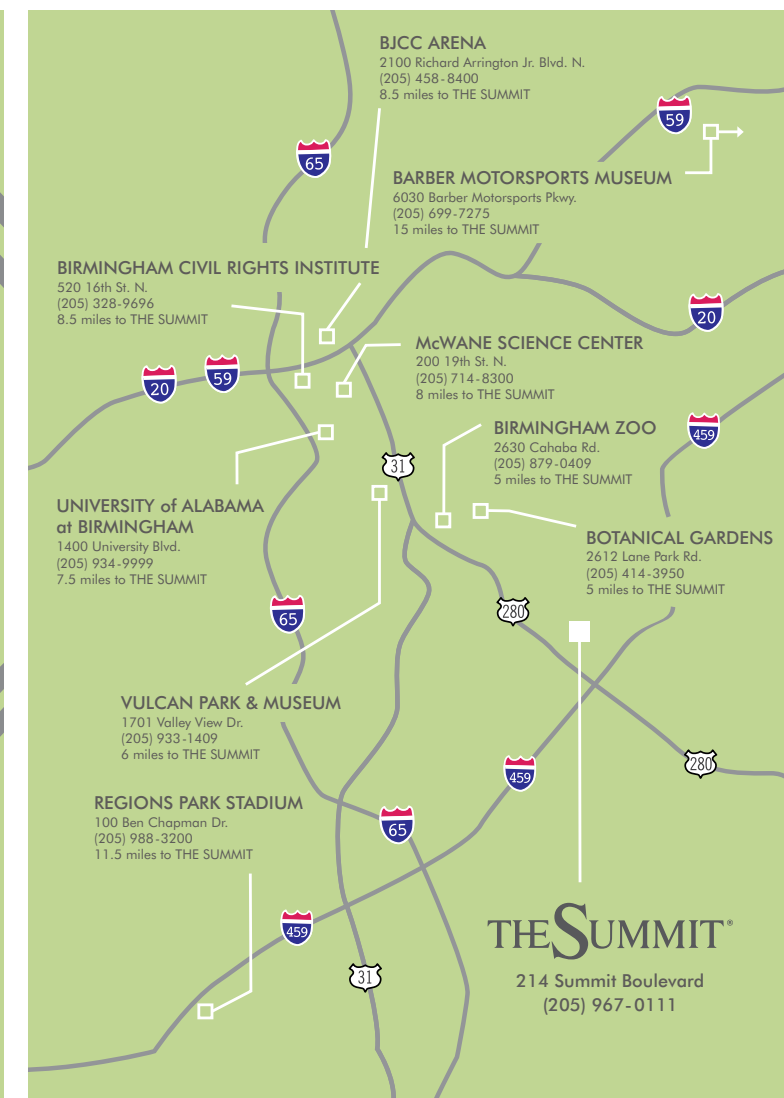 BJCC ARENA
2100 Richard Arrington Jr. Blvd. N.
(205) 458-8400
8.5 miles to THE SUMMIT
59
65
BARBER MOTORSPORTS MUSEUM
6030 Barber Motorsports Pkwy.
(205) 699-7275
15 miles to THE SUMMIT
BIRMINGHAM CIVIL RIGHTS INSTITUTE
520 16th St. N.
(205) 328-9696
8.5 miles to THE SUMMIT
20
McWANE SCIENCE CENTER
200 19th St. N.
(205) 714-8300
8 miles to THE SUMMIT
20
59
BIRMINGHAM ZOO
2630 Cahaba Rd.
(205) 879-0409
5 miles to THE SUMMIT
459
31
UNIVERSITY of ALABAMA
at BIRMINGHAM
1400 University Blvd.
(205) 934-9999
7.5 miles to THE SUMMIT
BOTANICAL GARDENS
2612 Lane Park Rd.
(205) 414-3950
5 miles to THE SUMMIT
65
280
VULCAN PARK & MUSEUM
1701 Valley View Dr.
(205) 933-1409
6 miles to THE SUMMIT
459
280
REGIONS PARK STADIUM
100 Ben Chapman Dr.
(205) 988-3200
11.5 miles to THE SUMMIT
65
459
31
THE SUMMIT®
214 Summit Boulevard
(205) 967-0111